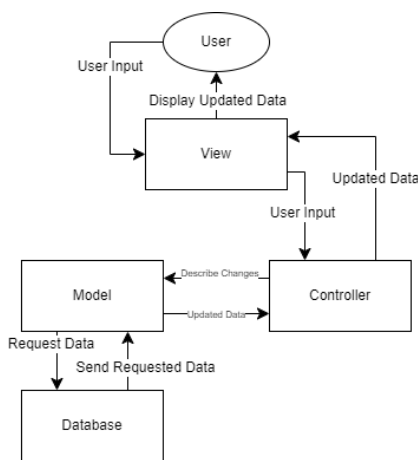 User
User Input
Display Updated Data
View
Updated Data
User Input
Describe Changes
Model
Controller
Updated Data
Request Data
Send Requested Data
Database